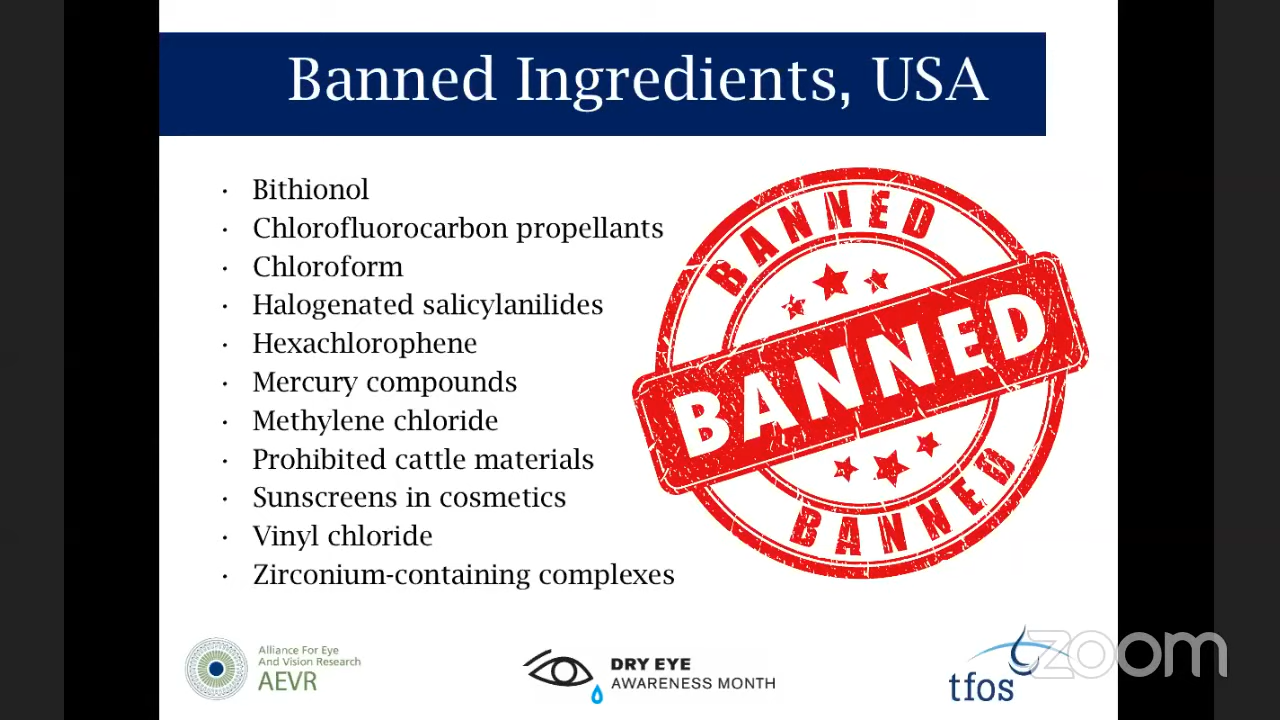 Banned Ingredients, USA
· Bithionol
· Chlorofluorocarbon propellants
· Chloroform
· Halogenated salicylanilides
· Hexachlorophene
· Mercury compounds
· Methylene chloride
· Prohibited cattle materials
· Sunscreens in cosmetics
· Vinyl chloride
· Zirconium-containing complexes
BANNED
BANNED
BANNED
Alliance For Eye
And Vision Research
AEVR
DRY EYE
AWARENESS MONTH
tfos
zoom